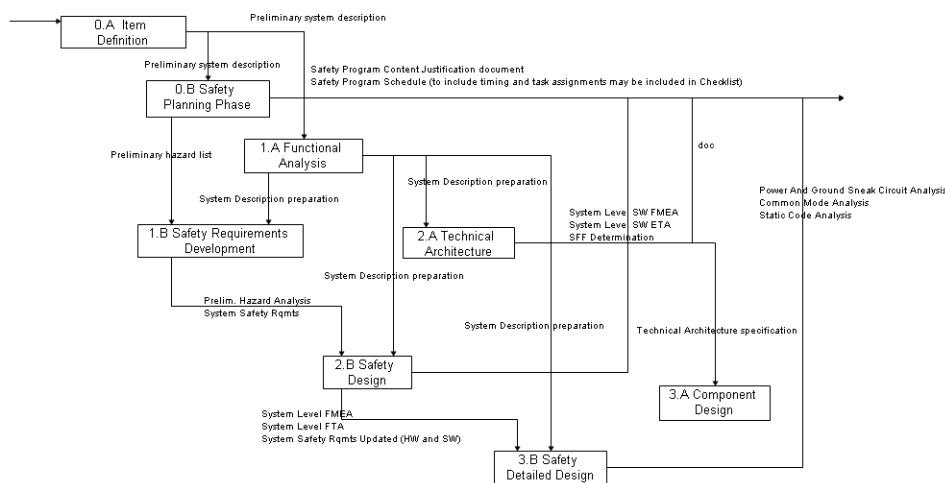 Preliminary system description
0.A Item
Definition
Preliminary system description
Safety Program Content Justification document
Safety Program Schedule (to include timing and task assignments may be included in Checklist)
0.B Safety
Planning Phase
1.A Functional
Analysis
doc
Preliminary hazard list
System Description preparation
Power And Ground Sneak Circuit Analysis
Common Mode Analysis
Static Code Analysis
System Description preparation
1.B Safety Requirements
Development
2.A Technical
Architecture
System Level SW FMEA
System Level SW ETA
SFF Determination
System Description preparation
Prelim. Hazard Analysis
System Safety Rqmts
System Description preparation
Technical Architecture specification
2.B Safety
Design
3.A Component
Design
System Level FMEA
System Level FTA
System Safety Rqmts Updated (HW and SW)
3.B Safety
Detailed Design